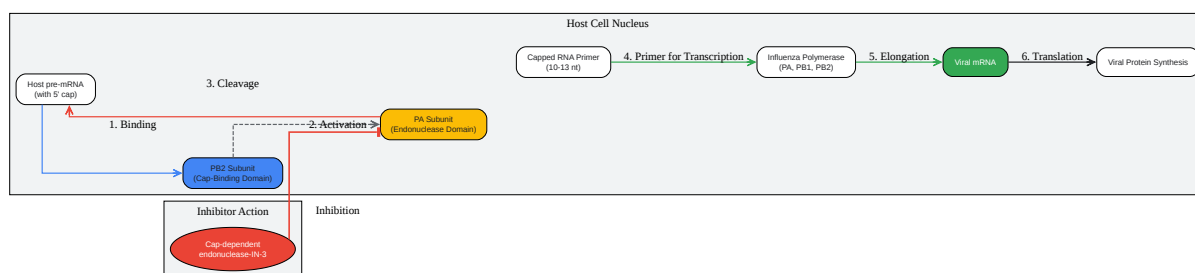 Host Cell Nucleus
Capped RNA Primer
(10-13 nt)
4. Primer for Transcription
Influenza Polymerase
(PA, PB1, PB2)
5. Elongation
Viral mRNA
6. Translation
Viral Protein Synthesis
Host pre-mRNA
(with 5' cap)
3. Cleavage
1. Binding
2. Activation
PA Subunit
(Endonuclease Domain)
PB2 Subunit
(Cap-Binding Domain)
Inhibitor Action
Inhibition
Cap-dependent
endonuclease-IN-3